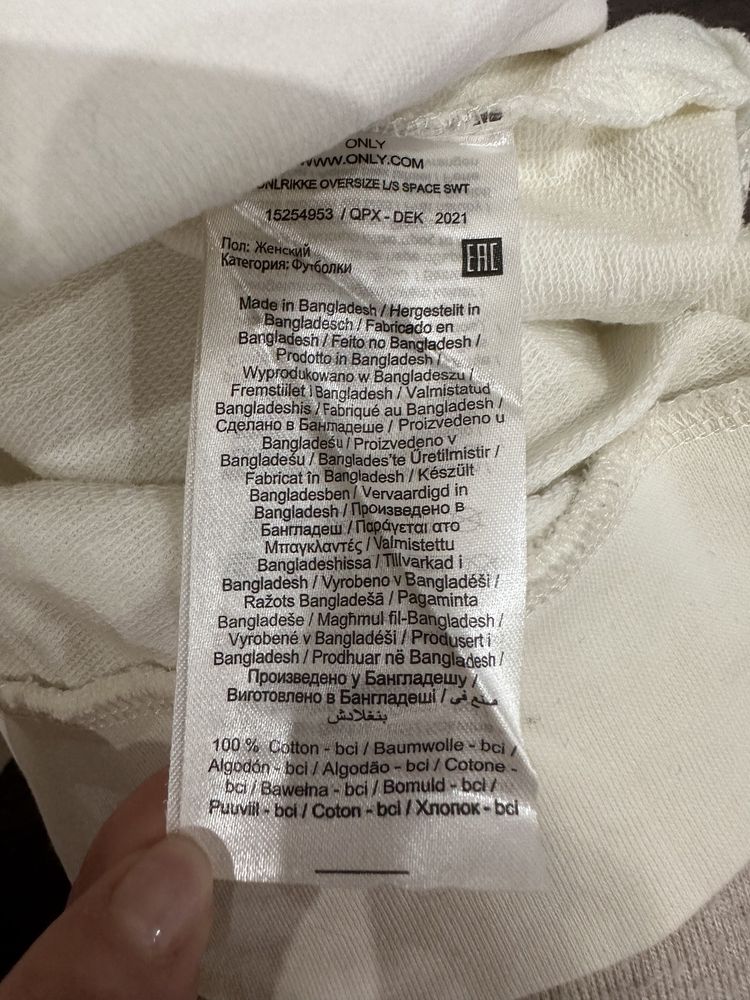 ONLY
WWW.ONLY.COM
ONLRIKKE OVERSIZE L/S SPACE SWT
15254953 / QPX - DEK 2021
Пол: Женский
Категория: Футболки
EAC
Made in Bangladesh / Hergestellt in
Bangladesch / Fabricado en
Bangladesh / Feito no Bangladesh /
Prodotto in Bangladesh /
Wyprodukowano w Bangladeszu /
Fremstillet i Bangladesh / Valmistatud
Bangladeshis / Fabriqué au Bangladesh /
Сделано в Бангладеше / Proizvedeno u
Bangladešu / Proizvedeno v
Bangladešu / Banglades'te Üretilmistir /
Fabricat în Bangladesh / Készült
Bangladesben / Vervaardigd in
Bangladesh / Произведено в
Бангладеш / Παράγεται στο
Μπαγκλαντές / Valmistettu
Bangladeshissa / Tillvarkad i
Bangladesh / Vyrobeno v Bangladéši /
Ražots Bangladešā / Pagaminta
Bangladeše / Magħmul fil-Bangladesh /
Vyrobené v Bangladéši / Produsert i
Bangladesh / Prodhuar në Bangladesh /
Произведено у Бангладешу /
Виготовлено в Бангладеші / صنع في
بنغلادش
100 % Cotton - bci / Baumwolle - bci /
Algodón - bci / Algodão - bci / Cotone -
bci / Bawełna - bci / Bomuld - bci /
Puuvill - bci / Coton - bci / Хлопок - bci